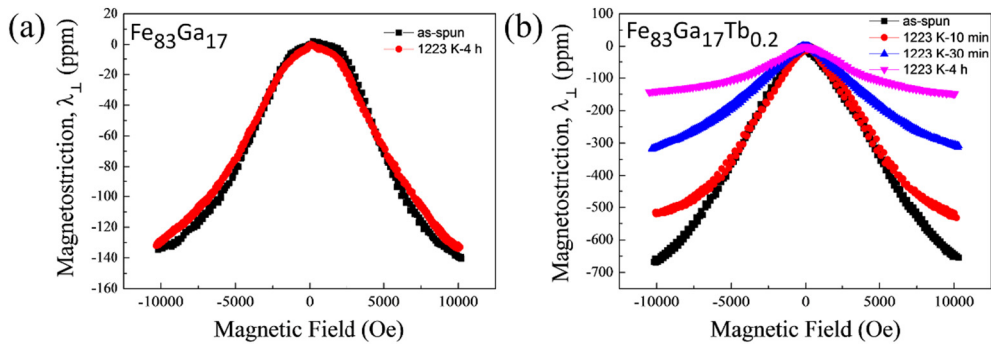 (a)
Fe83Ga17
as-spun
1223 K-4 h
20
0
-20
-40
-60
-80
-100
-120
-140
-160
Magnetostriction, λ⊥ (ppm)
-10000 -5000 0 5000 10000
Magnetic Field (Oe)
(b)
Fe83Ga17Tb0.2
as-spun
1223 K-10 min
1223 K-30 min
1223 K-4 h
100
0
-100
-200
-300
-400
-500
-600
-700
Magnetostriction, λ⊥ (ppm)
-10000 -5000 0 5000 10000
Magnetic Field (Oe)